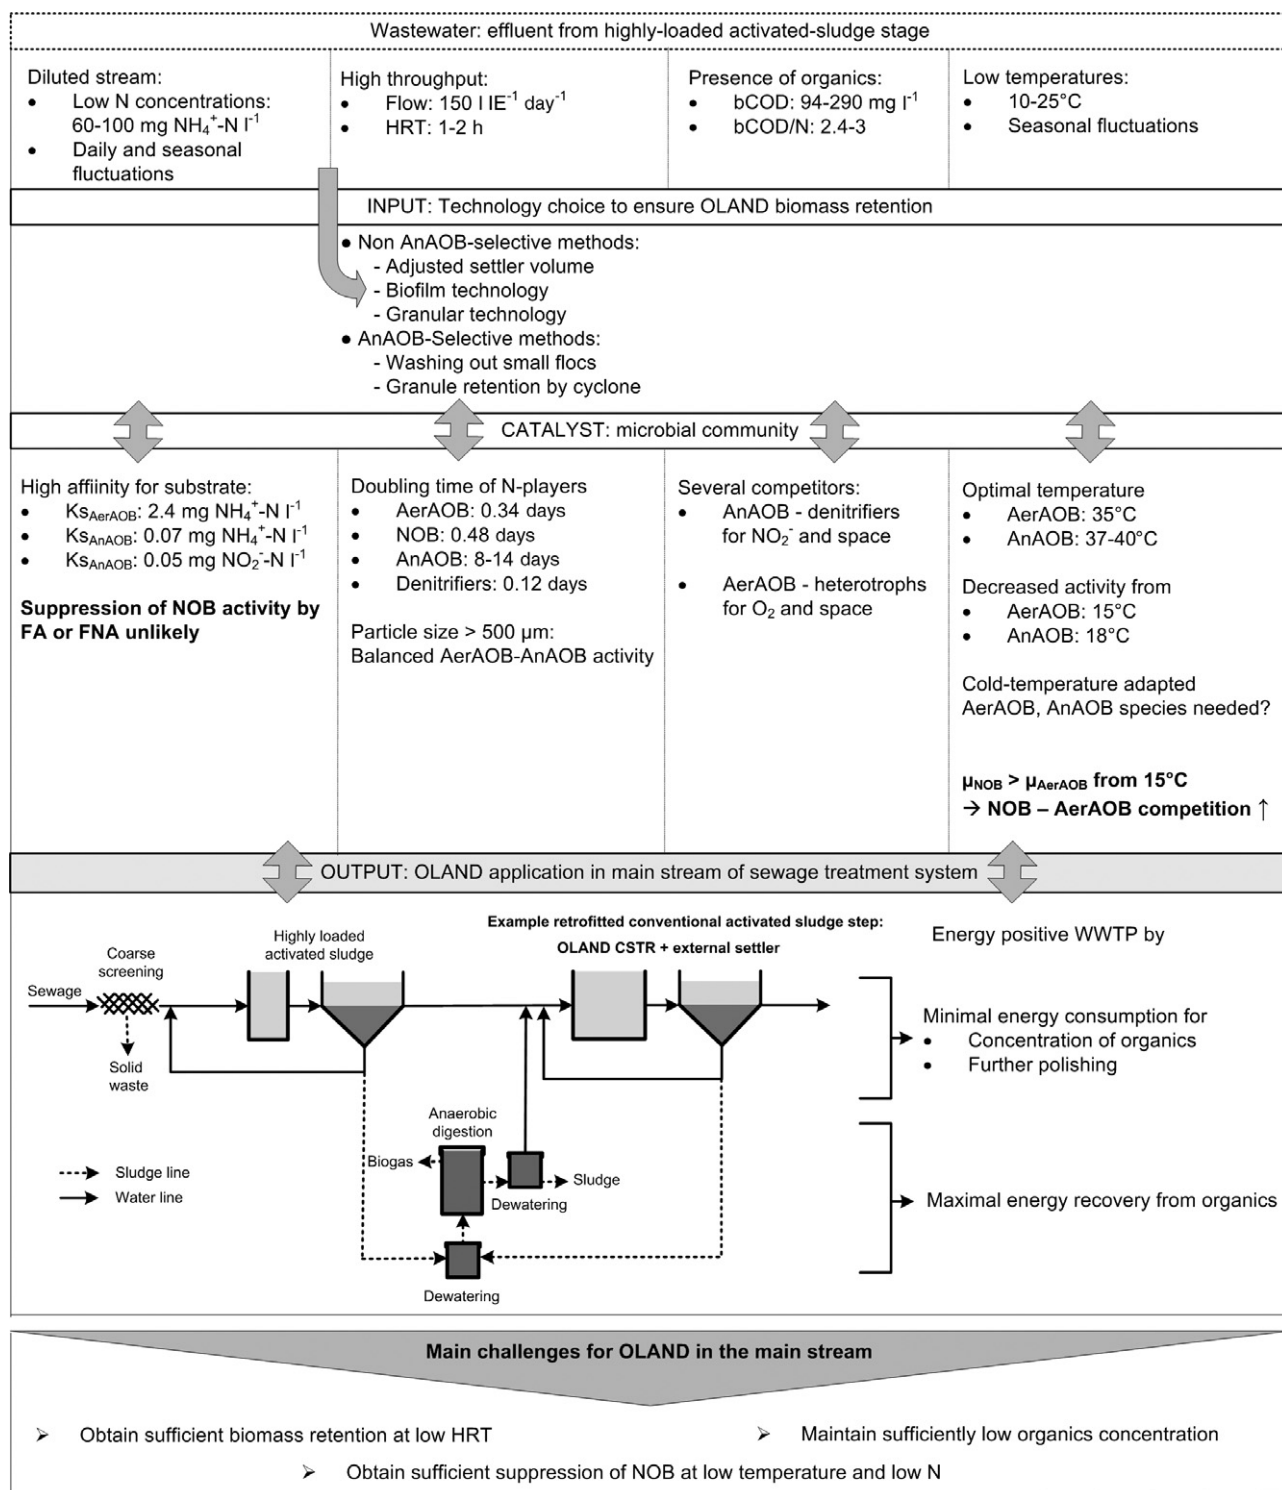 Wastewater: effluent from highly-loaded activated-sludge stage
Diluted stream:
• Low N concentrations:
60-100 mg NH₄⁺-N l⁻¹
• Daily and seasonal
fluctuations
High throughput:
• Flow: 150 l IE⁻¹ day⁻¹
• HRT: 1-2 h
Presence of organics:
• bCOD: 94-290 mg l⁻¹
• bCOD/N: 2.4-3
Low temperatures:
• 10-25°C
• Seasonal fluctuations
INPUT: Technology choice to ensure OLAND biomass retention
● Non AnAOB-selective methods:
- Adjusted settler volume
- Biofilm technology
- Granular technology
● AnAOB-Selective methods:
- Washing out small flocs
- Granule retention by cyclone
CATALYST: microbial community
High affiinity for substrate:
• Ks_AerAOB: 2.4 mg NH₄⁺-N l⁻¹
• Ks_AnAOB: 0.07 mg NH₄⁺-N l⁻¹
• Ks_AnAOB: 0.05 mg NO₂⁻-N l⁻¹
Suppression of NOB activity by
FA or FNA unlikely
Doubling time of N-players
• AerAOB: 0.34 days
• NOB: 0.48 days
• AnAOB: 8-14 days
• Denitrifiers: 0.12 days
Particle size > 500 µm:
Balanced AerAOB-AnAOB activity
Several competitors:
• AnAOB - denitrifiers
for NO₂⁻ and space
• AerAOB - heterotrophs
for O₂ and space
Optimal temperature
• AerAOB: 35°C
• AnAOB: 37-40°C
Decreased activity from
• AerAOB: 15°C
• AnAOB: 18°C
Cold-temperature adapted
AerAOB, AnAOB species needed?
µ_NOB > µ_AerAOB from 15°C
→ NOB – AerAOB competition ↑
OUTPUT: OLAND application in main stream of sewage treatment system
Sewage
Coarse
screening
Solid
waste
Highly loaded
activated sludge
Example retrofitted conventional activated sludge step:
OLAND CSTR + external settler
Anaerobic
digestion
Biogas
Dewatering
Sludge
Dewatering
Sludge line
Water line
Energy positive WWTP by
Minimal energy consumption for
• Concentration of organics
• Further polishing
Maximal energy recovery from organics
Main challenges for OLAND in the main stream
➢ Obtain sufficient biomass retention at low HRT
➢ Maintain sufficiently low organics concentration
➢ Obtain sufficient suppression of NOB at low temperature and low N